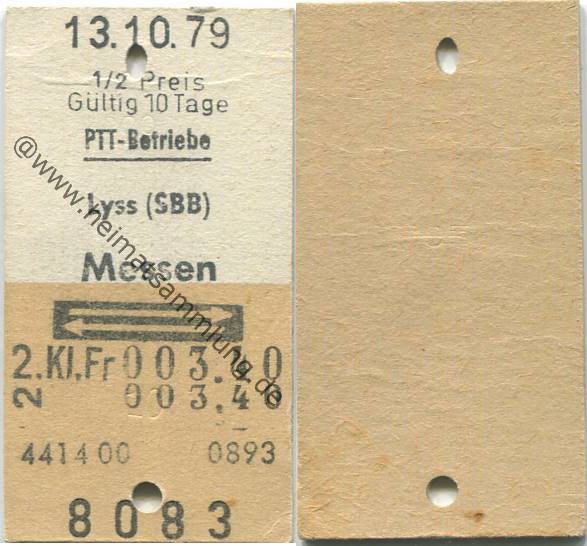 13.10.79
1/2 Preis
Gültig 10 Tage
PTT-Betriebe
Lyss (SBB)
Messen
2.Kl.Fr 003.40
2 003.40
441400 0893
8083
@www.heimatsammlung.de